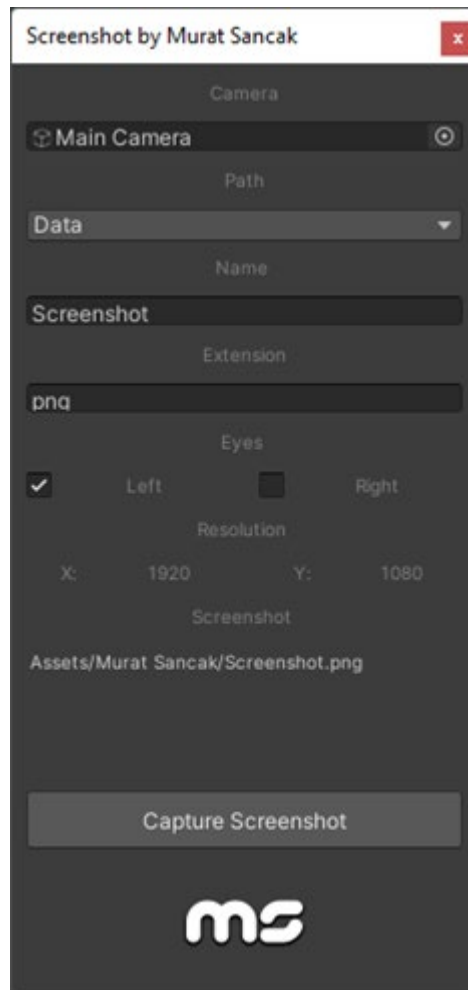 Screenshot by Murat Sancak
x
Camera
Main Camera
Path
Data
Name
Screenshot
Extension
png
Eyes
Left Right
Resolution
X: 1920 Y: 1080
Screenshot
Assets/Murat Sancak/Screenshot.png
Capture Screenshot
ms